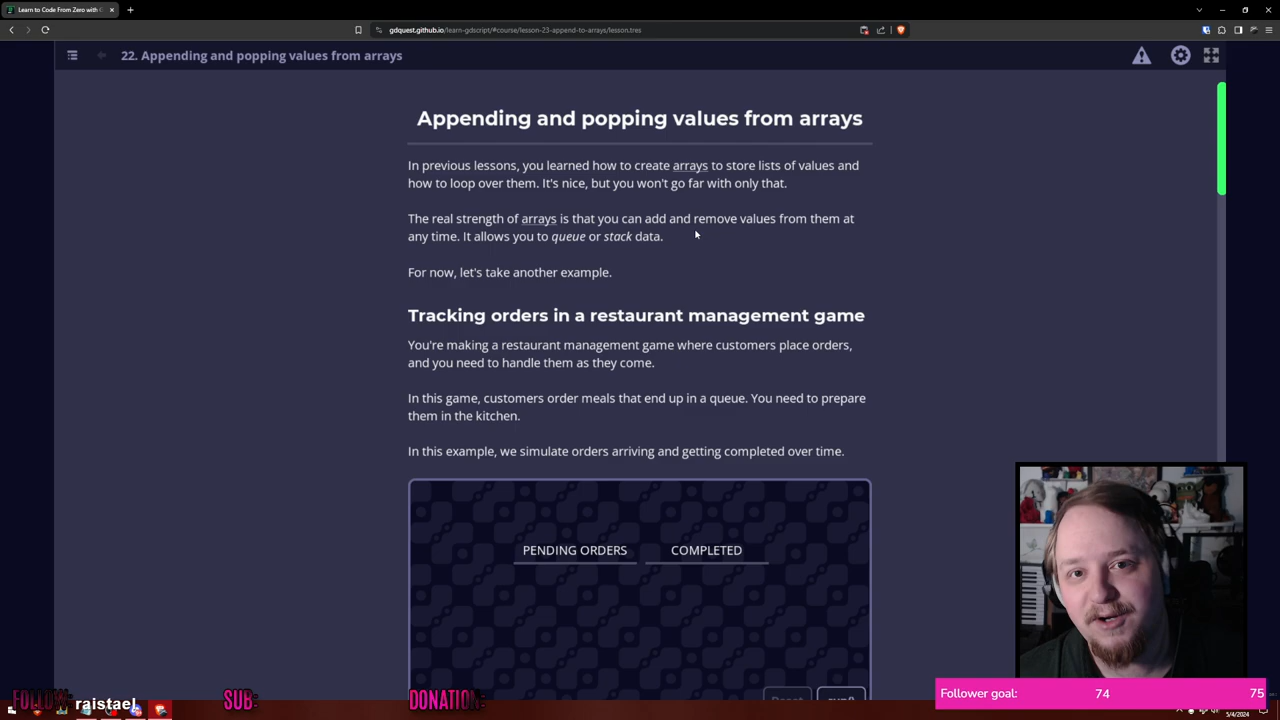 Learn to Code From Zero with
gdquest.github.io/learn-gdscript/#course/lesson-23-append-to-arrays/lesson.tres
22. Appending and popping values from arrays
Appending and popping values from arrays
In previous lessons, you learned how to create arrays to store lists of values and
how to loop over them. It's nice, but you won't go far with only that.
The real strength of arrays is that you can add and remove values from them at
any time. It allows you to queue or stack data.
For now, let's take another example.
Tracking orders in a restaurant management game
You're making a restaurant management game where customers place orders,
and you need to handle them as they come.
In this game, customers order meals that end up in a queue. You need to prepare
them in the kitchen.
In this example, we simulate orders arriving and getting completed over time.
PENDING ORDERS COMPLETED
Reset run()
Follower goal: 74 75
FOLLOW: raistael SUB: DONATION:
5/4/2024